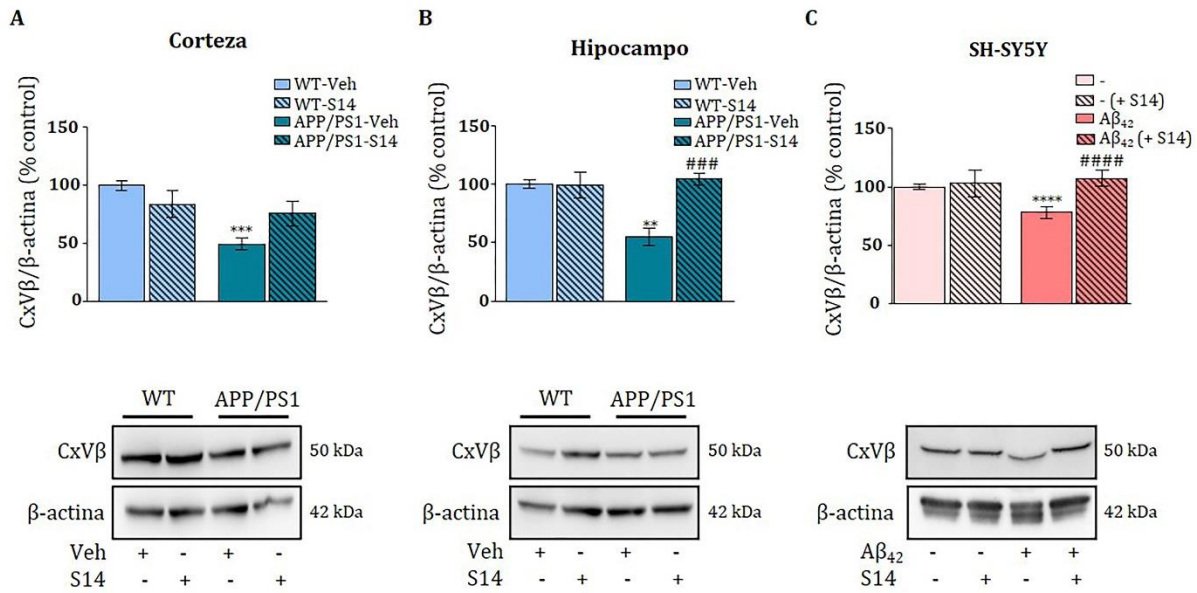 A
Corteza
WT-Veh
WT-S14
APP/PS1-Veh
APP/PS1-S14
CxVβ/β-actina (% control)
150
100
50
0
***
WT
APP/PS1
CxVβ
50 kDa
β-actina
42 kDa
Veh + - + -
S14 - + - +
B
Hipocampo
WT-Veh
WT-S14
APP/PS1-Veh
APP/PS1-S14
CxVβ/β-actina (% control)
150
100
50
0
**
###
WT
APP/PS1
CxVβ
50 kDa
β-actina
42 kDa
Veh + - + -
S14 - + - +
C
SH-SY5Y
-
- (+ S14)
Aβ₄₂
Aβ₄₂ (+ S14)
CxVβ/β-actina (% control)
150
100
50
0
****
####
CxVβ
50 kDa
β-actina
42 kDa
Aβ₄₂ - - + +
S14 - + - +